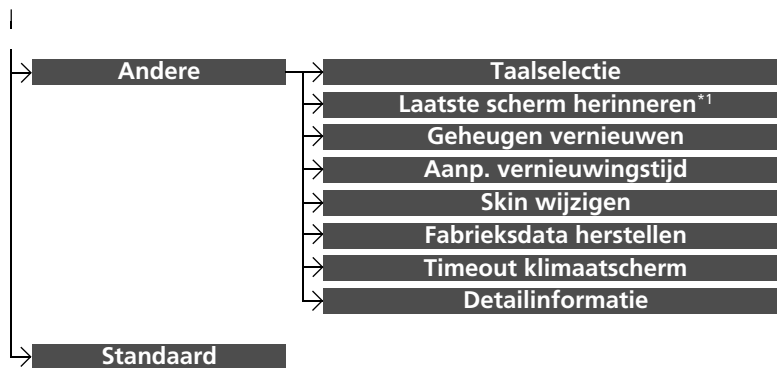 Andere
Taalselectie
Laatste scherm herinneren*1
Geheugen vernieuwen
Aanp. vernieuwingstijd
Skin wijzigen
Fabrieksdata herstellen
Timeout klimaatscherm
Detailinformatie
Standaard